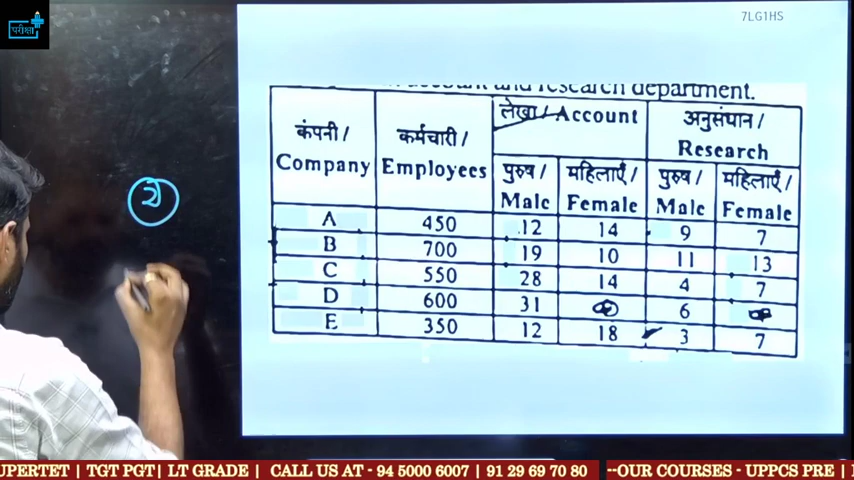 परीक्षा
7LG1HS
account and research department.
कंपनी / Company कर्मचारी / Employees लेखा / Account अनुसंधान / Research
पुरुष / Male महिलाएँ / Female पुरुष / Male महिलाएँ / Female
A 450 12 14 9 7
B 700 19 10 11 13
C 550 28 14 4 7
D 600 31 6
E 350 12 18 3 7
UPERTET | TGT PGT| LT GRADE | CALL US AT - 94 5000 6007 | 91 29 69 70 80 --OUR COURSES - UPPCS PRE |